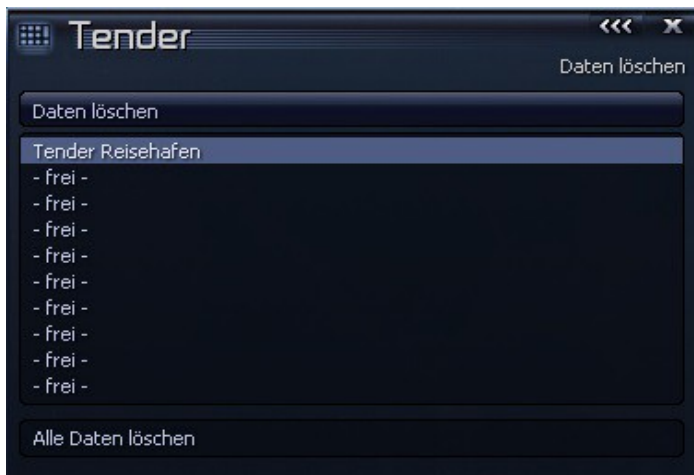 Tender
<<< X
Daten löschen
Daten löschen
Tender Reisehafen
- frei -
- frei -
- frei -
- frei -
- frei -
- frei -
- frei -
- frei -
- frei -
Alle Daten löschen